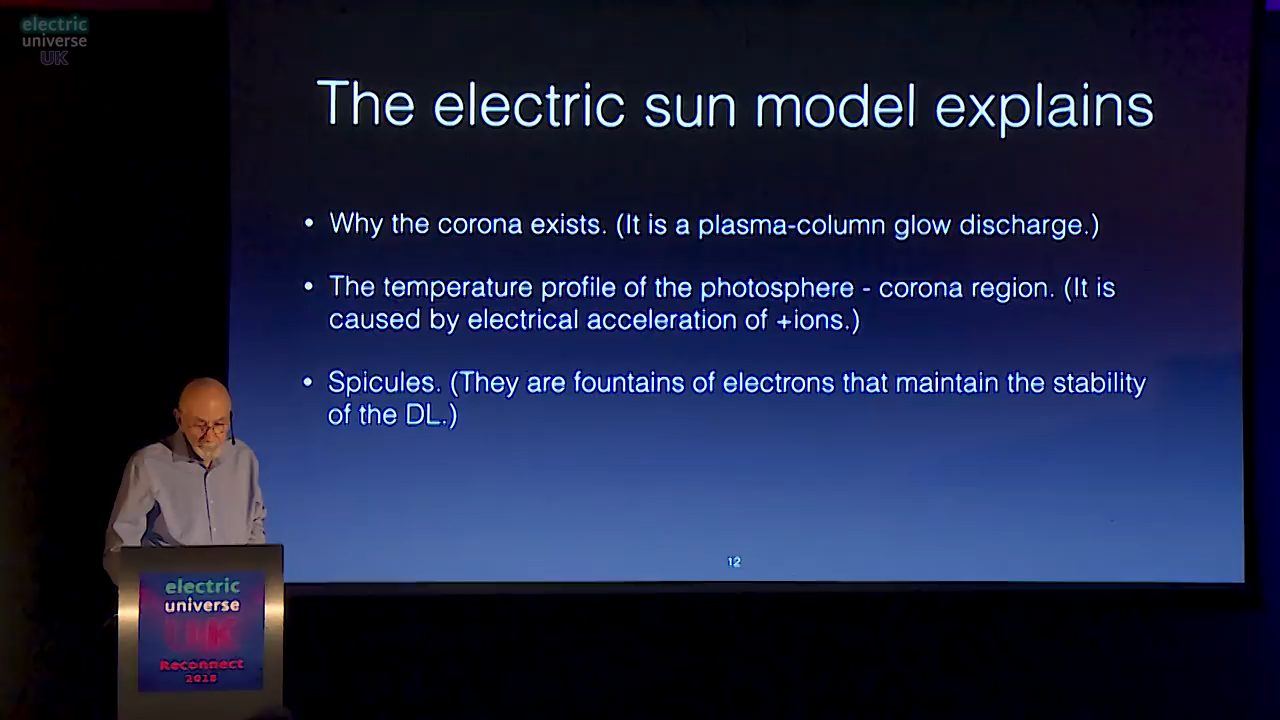 electric
universe
UK
The electric sun model explains
• Why the corona exists. (It is a plasma-column glow discharge.)
• The temperature profile of the photosphere - corona region. (It is
caused by electrical acceleration of +ions.)
• Spicules. (They are fountains of electrons that maintain the stability
of the DL.)
12
electric
universe
UK
Reconnect
2018